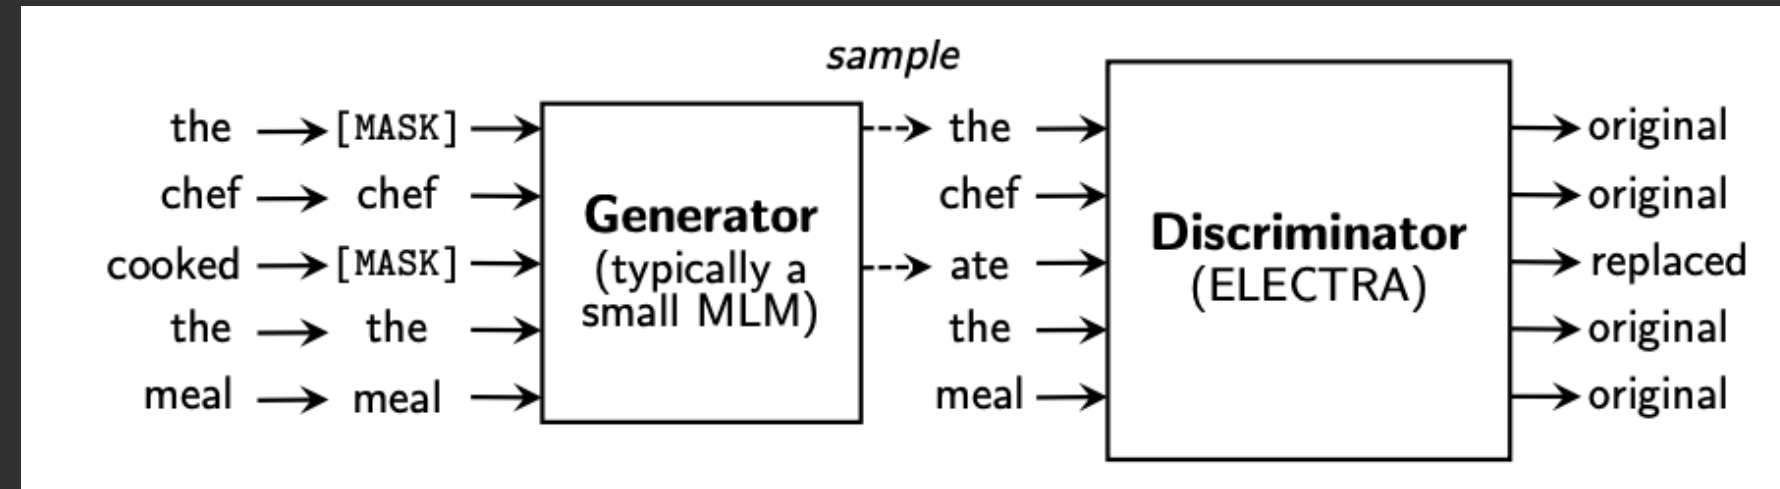 sample
the [MASK] the original
chef chef chef original
Generator
Discriminator
cooked [MASK] (typically a ate (ELECTRA) replaced
small MLM)
the the the original
meal meal meal original